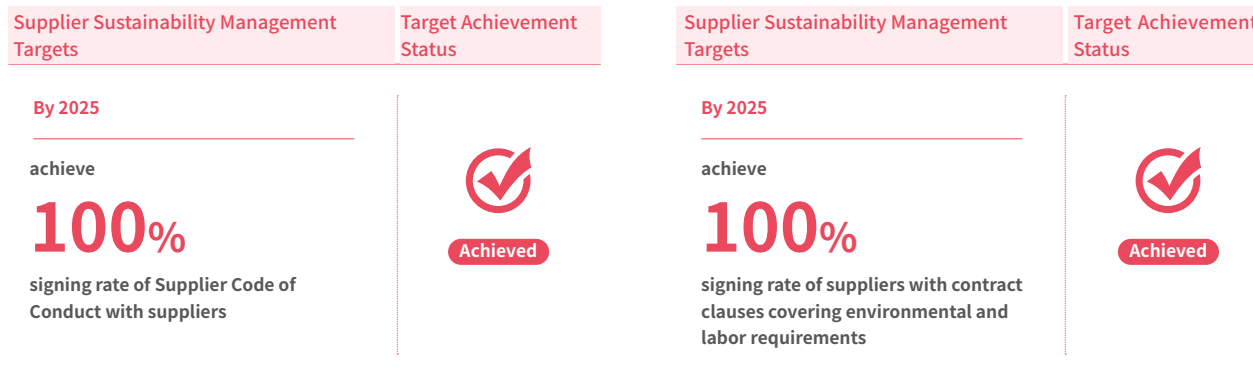 Supplier Sustainability Management
Targets
Target Achievement
Status
By 2025
achieve
100%
signing rate of Supplier Code of
Conduct with suppliers
Achieved
Supplier Sustainability Management
Targets
Target Achievement
Status
By 2025
achieve
100%
signing rate of suppliers with contract
clauses covering environmental and
labor requirements
Achieved